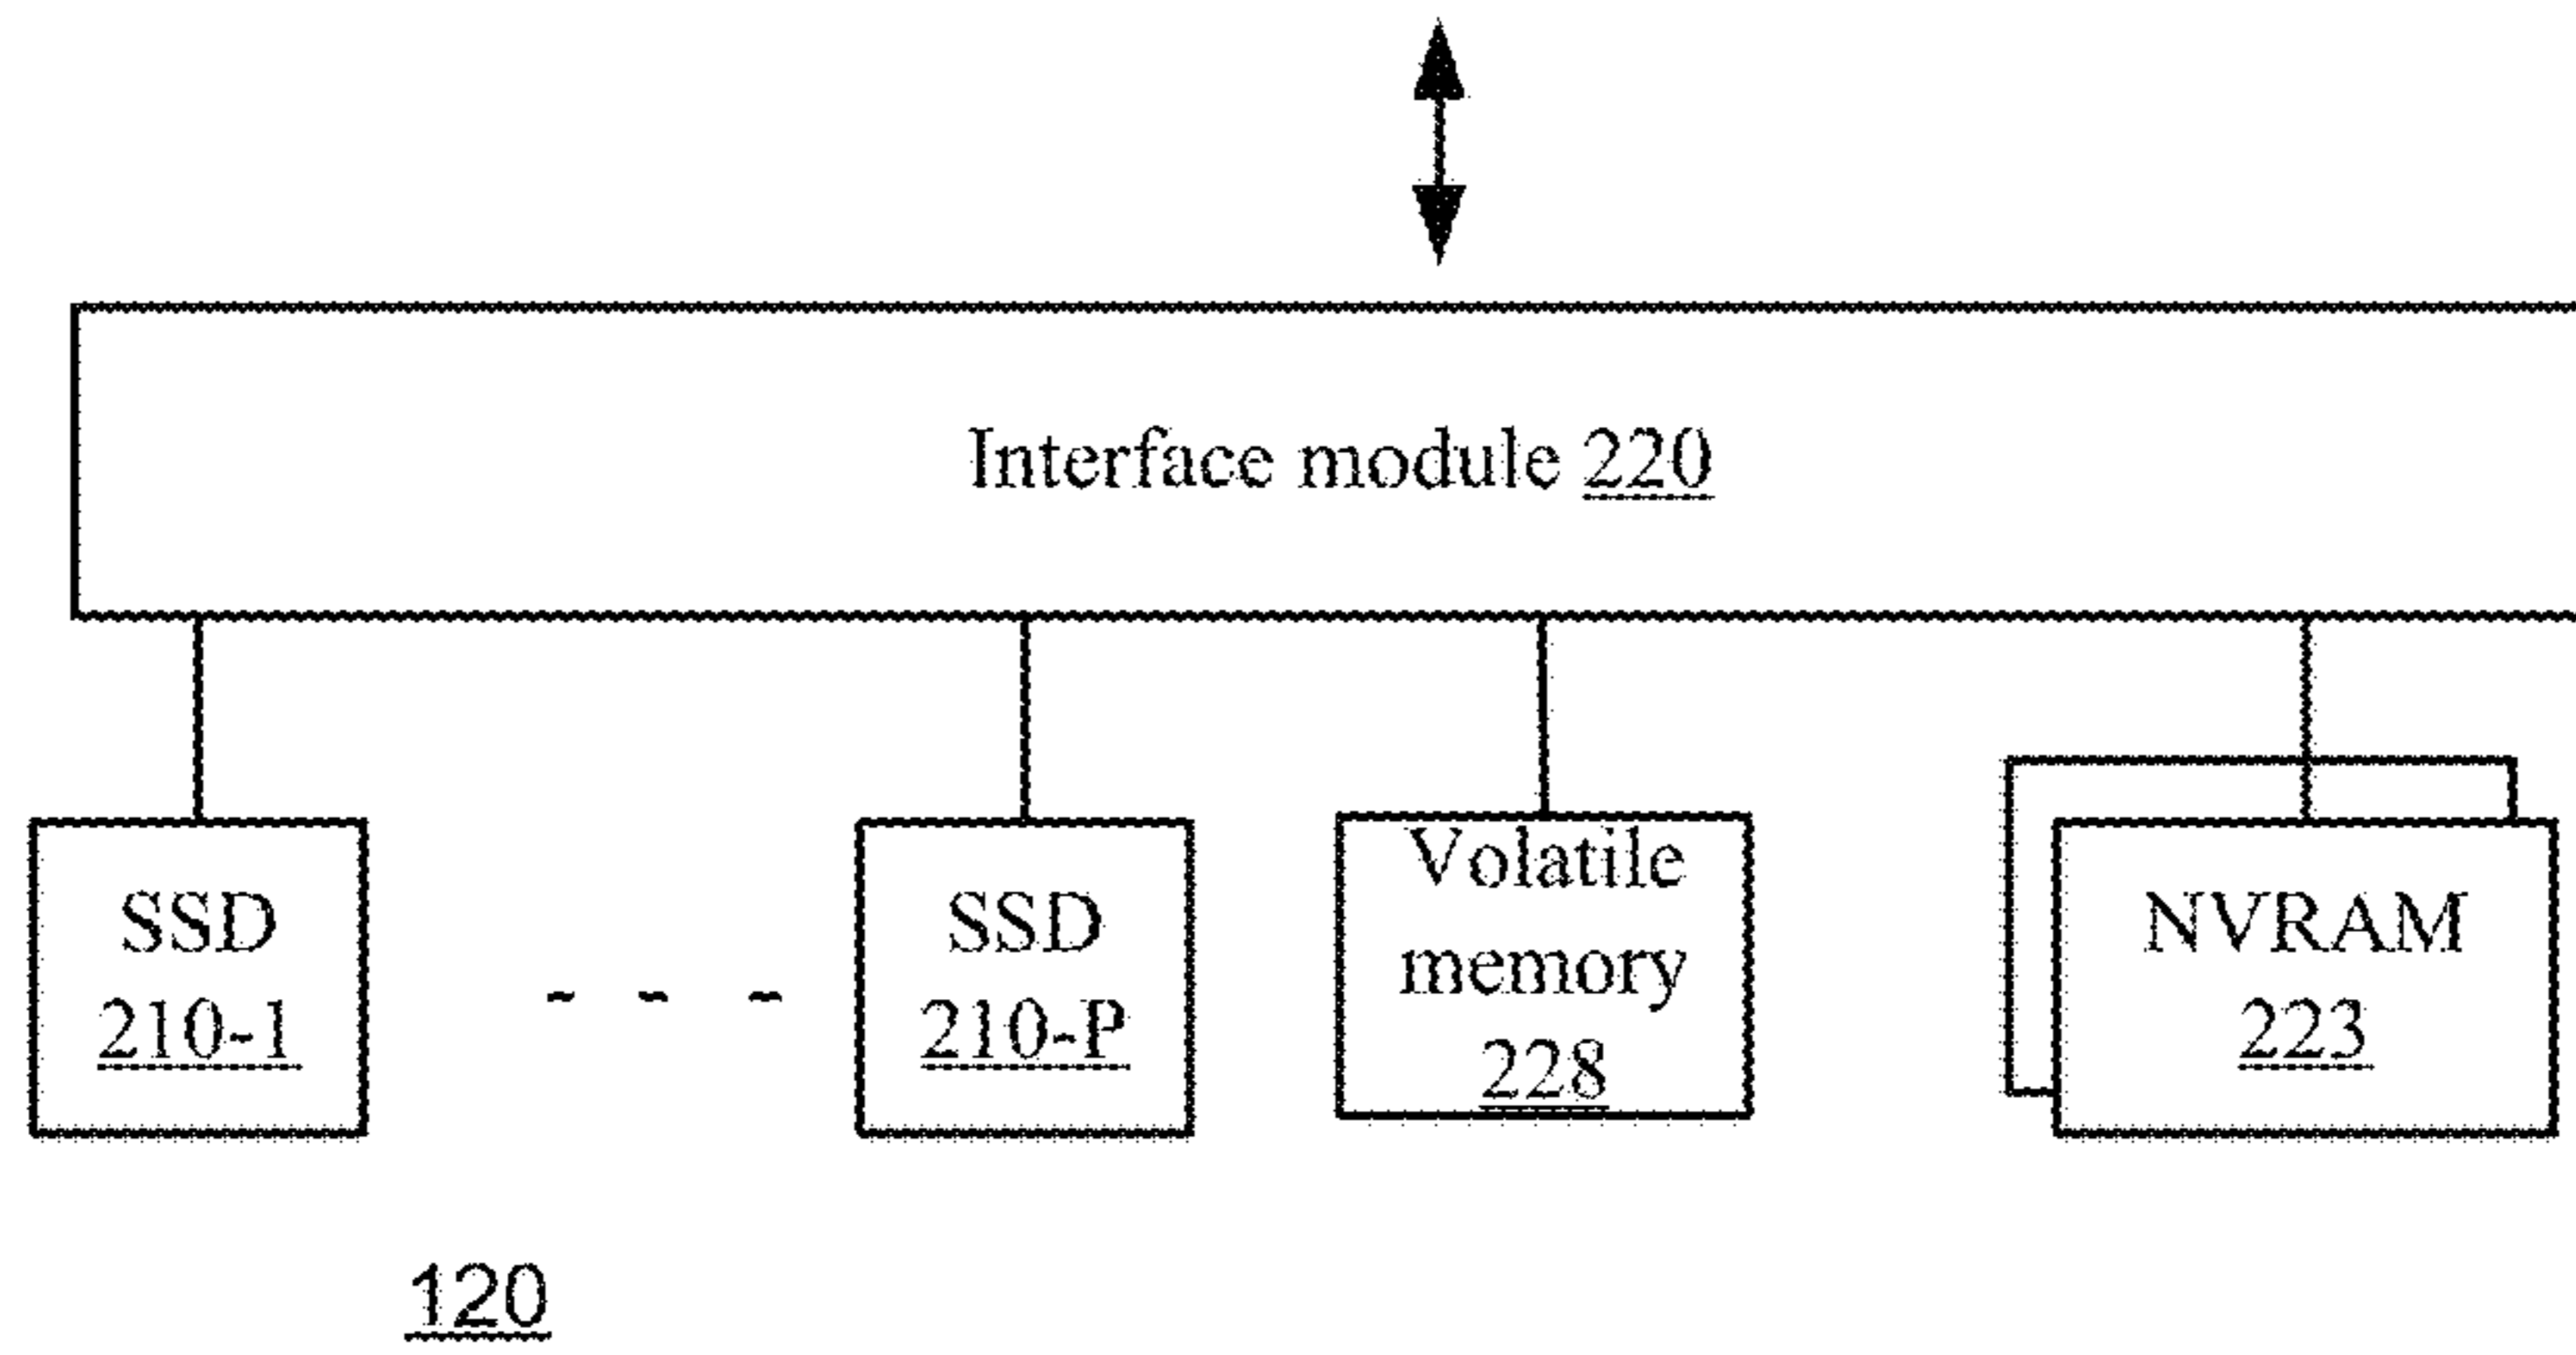 Interface module 220
SSD
210-1
- - -
SSD
210-P
Volatile
memory
228
NVRAM
223
120